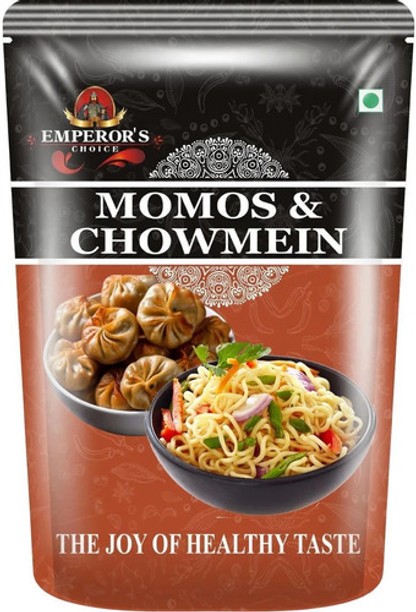 EMPEROR'S
CHOICE
MOMOS &
CHOWMEIN
THE JOY OF HEALTHY TASTE